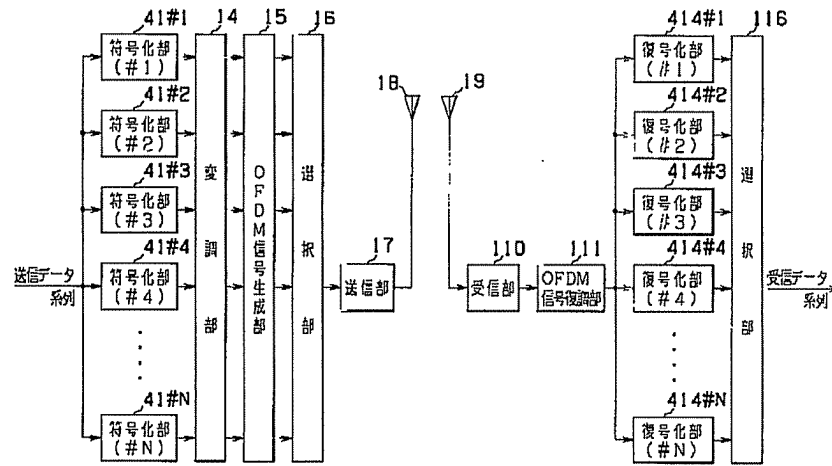 41#1
14
15
16
414#1
116
符号化部
(#1)
復号化部
(#1)
18
19
41#2
414#2
符号化部
(#2)
復号化部
(#2)
41#3
414#3
符号化部
(#3)
復号化部
(#3)
変調部
OFDM信号生成部
選択部
選択部
41#4
17
110
111
414#4
送信データ
系列
符号化部
(#4)
送信部
受信部
OFDM
信号復調部
復号化部
(#4)
受信データ
系列
41#N
414#N
符号化部
(#N)
復号化部
(#N)